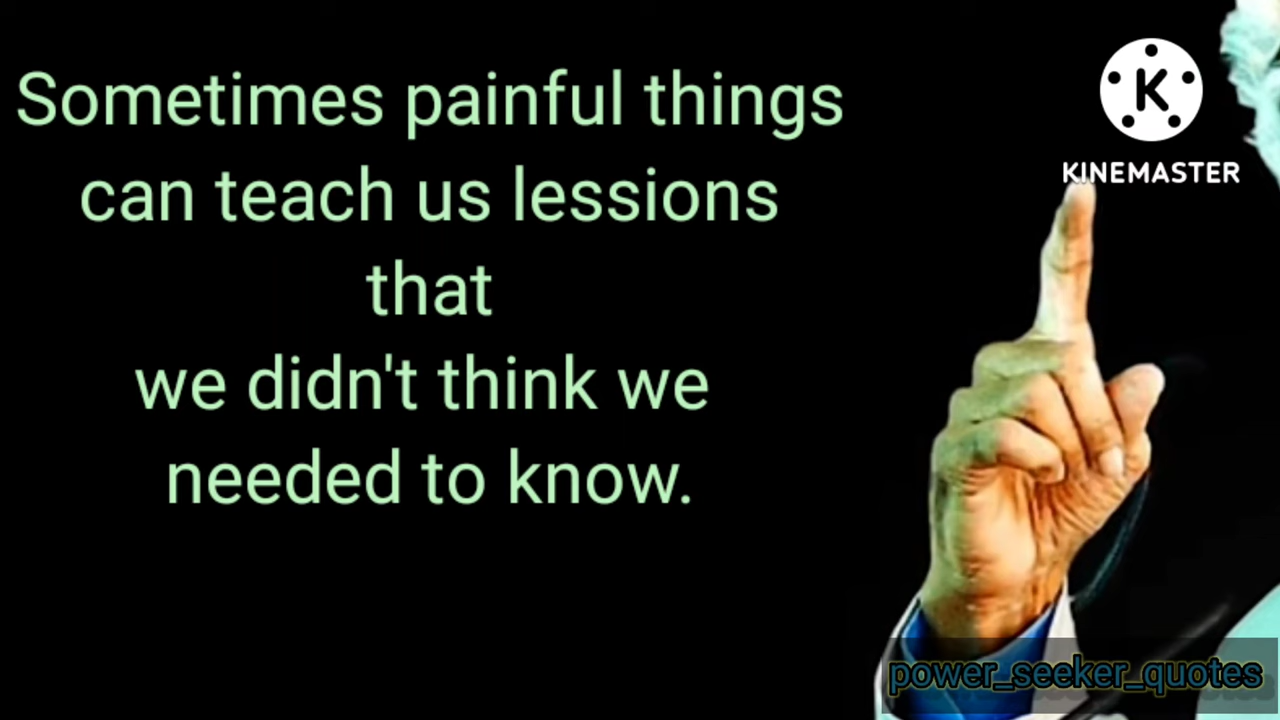 Sometimes painful things
can teach us lessions
that
we didn't think we
needed to know.
K
KINEMASTER
power_seeker_quotes